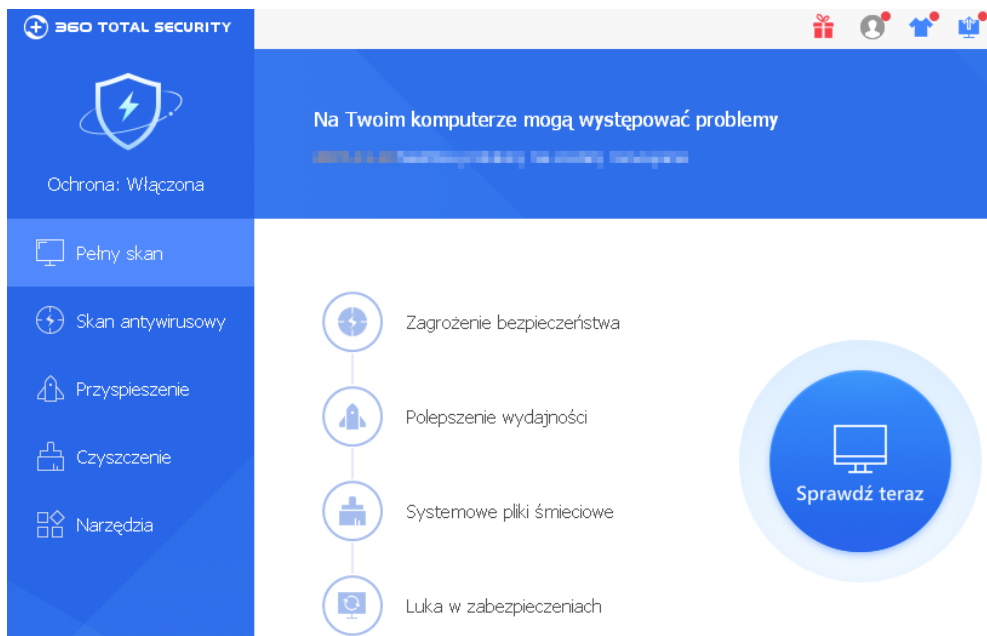 360 TOTAL SECURITY
Ochrona: Włączona
Pełny skan
Skan antywirusowy
Przyspieszenie
Czyszczenie
Narzędzia
Na Twoim komputerze mogą występować problemy
Zagrożenie bezpieczeństwa
Polepszenie wydajności
Systemowe pliki śmieciowe
Luka w zabezpieczeniach
Sprawdź teraz